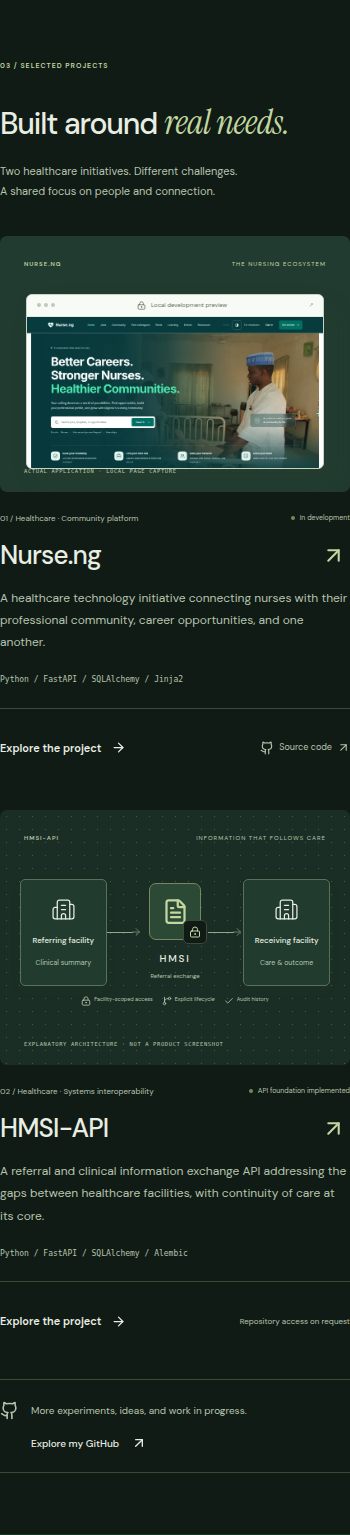 03 / SELECTED PROJECTS
Built around real needs.
Two healthcare initiatives. Different challenges.
A shared focus on people and connection.
NURSE.NG
THE NURSING ECOSYSTEM
Local development preview
Nurse.ng
Better Careers.
Stronger Nurses.
Healthier Communities.
ACTUAL APPLICATION · LOCAL PAGE CAPTURE
01 / Healthcare · Community platform
In development
Nurse.ng
A healthcare technology initiative connecting nurses with their
professional community, career opportunities, and one
another.
Python / FastAPI / SQLAlchemy / Jinja2
Explore the project
Source code
HMSI-API
INFORMATION THAT FOLLOWS CARE
Referring facility
Clinical summary
HMSI
Referral exchange
Receiving facility
Care & outcome
Facility-scoped access
Explicit lifecycle
Audit history
EXPLANATORY ARCHITECTURE · NOT A PRODUCT SCREENSHOT
02 / Healthcare · Systems interoperability
API foundation implemented
HMSI-API
A referral and clinical information exchange API addressing the
gaps between healthcare facilities, with continuity of care at
its core.
Python / FastAPI / SQLAlchemy / Alembic
Explore the project
Repository access on request
More experiments, ideas, and work in progress.
Explore my GitHub